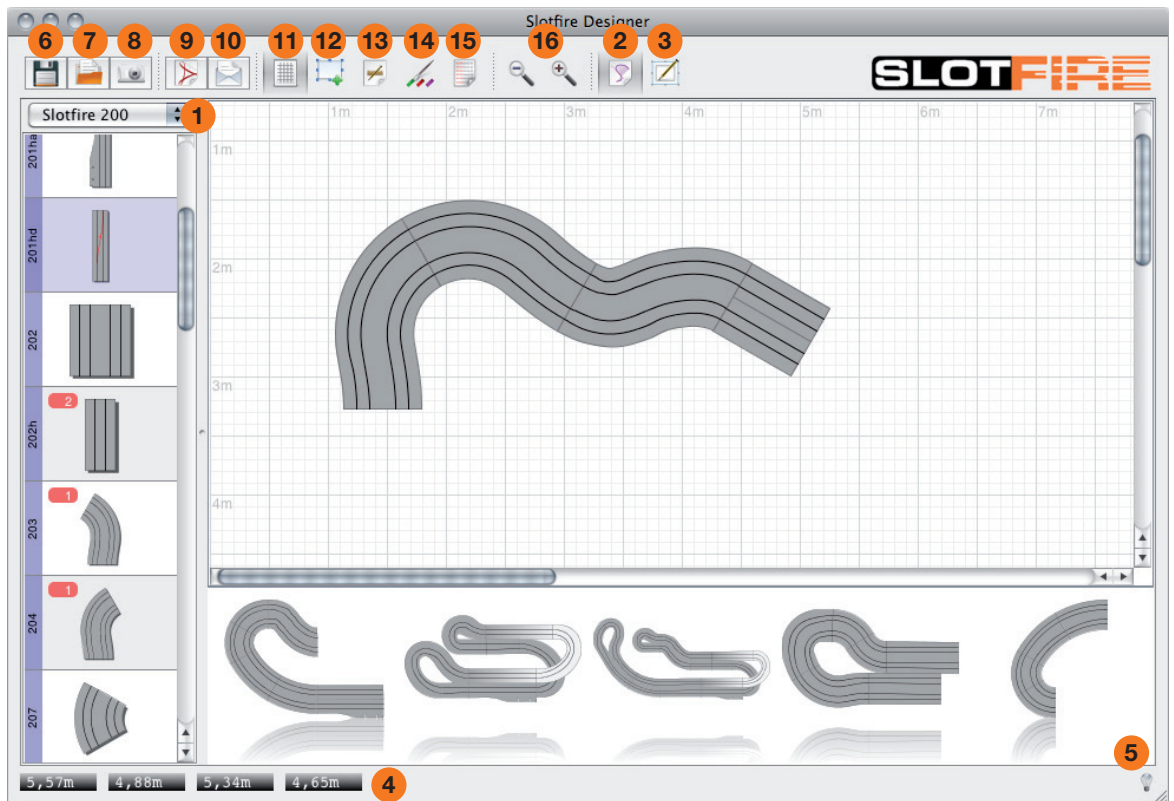 Slotfire Designer
6 7 8 9 10 11 12 13 14 15 16 2 3
SLOTFIRE
Slotfire 200 1
1m 2m 3m 4m 5m 6m 7m
1m
2m
3m
4m
201ha
201hd
202
2
202h
1
203
1
204
207
5
5,57m 4,88m 5,34m 4,65m 4